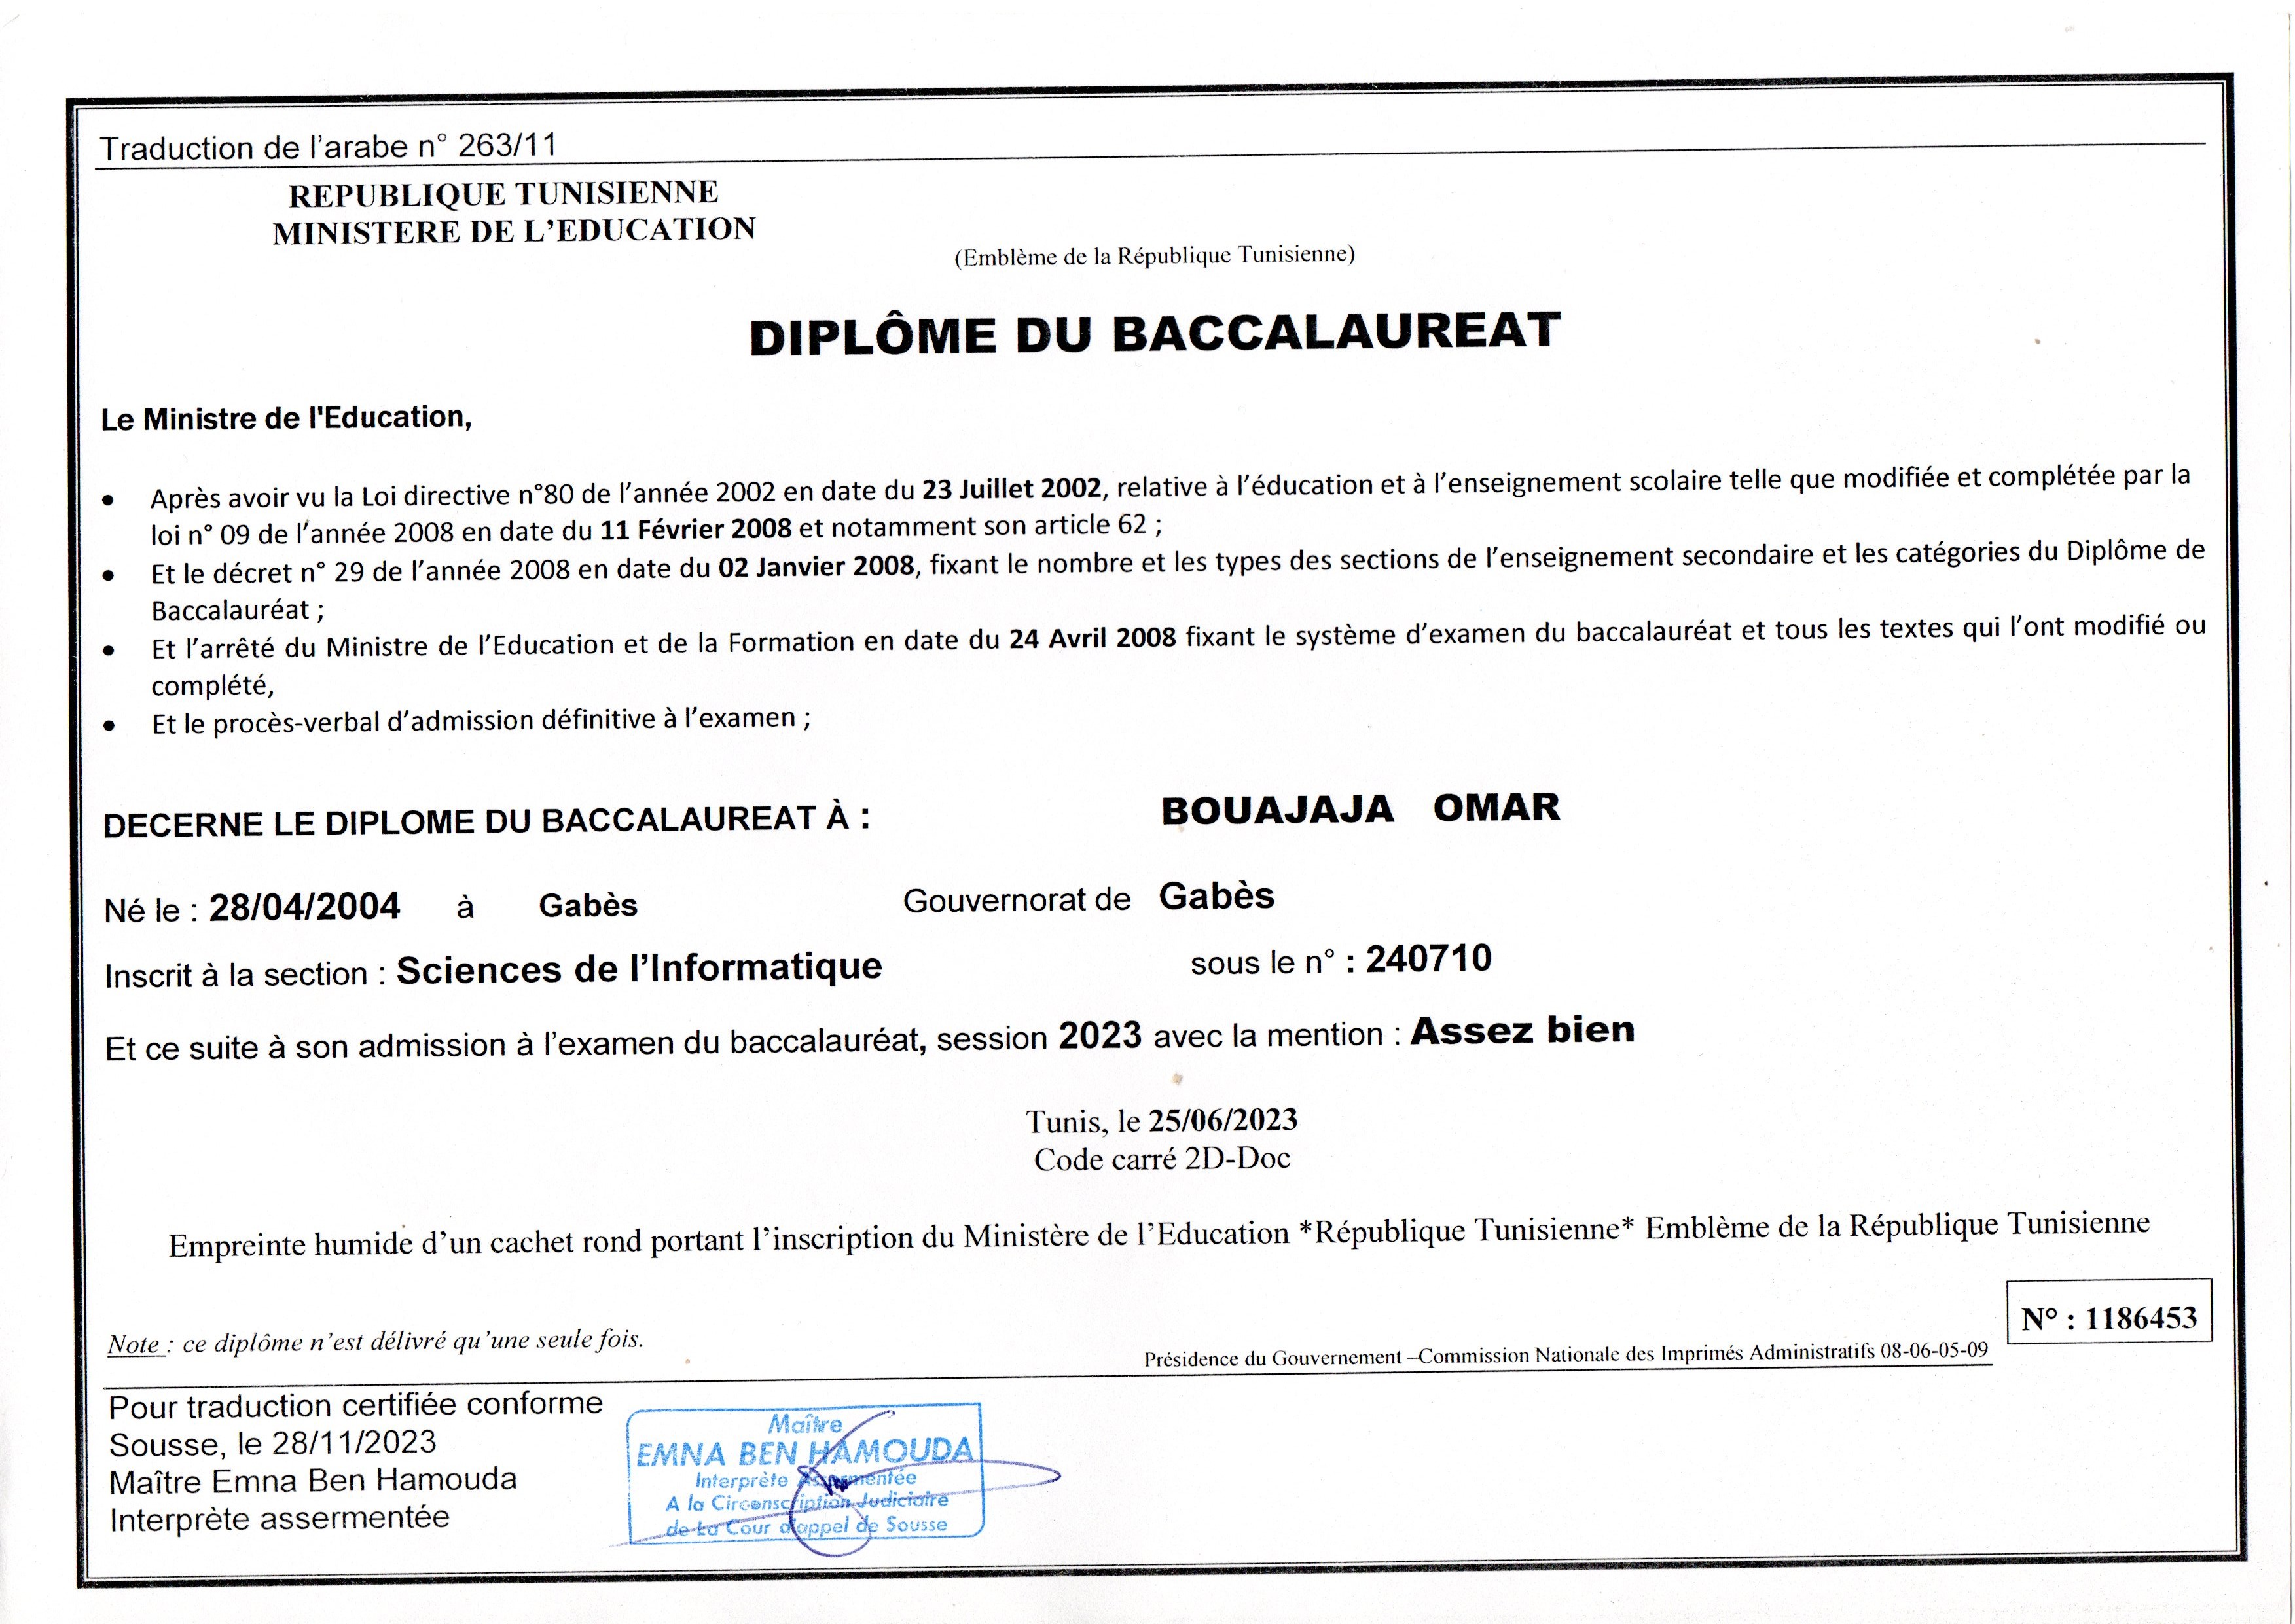 Traduction de l'arabe n° 263/11
REPUBLIQUE TUNISIENNE
MINISTERE DE L'EDUCATION
(Emblème de la République Tunisienne)
DIPLÔME DU BACCALAUREAT
Le Ministre de l'Education,
• Après avoir vu la Loi directive n°80 de l'année 2002 en date du 23 Juillet 2002, relative à l'éducation et à l'enseignement scolaire telle que modifiée et complétée par la
loi n° 09 de l'année 2008 en date du 11 Février 2008 et notamment son article 62 ;
• Et le décret n° 29 de l'année 2008 en date du 02 Janvier 2008, fixant le nombre et les types des sections de l'enseignement secondaire et les catégories du Diplôme de
Baccalauréat ;
• Et l'arrêté du Ministre de l'Education et de la Formation en date du 24 Avril 2008 fixant le système d'examen du baccalauréat et tous les textes qui l'ont modifié ou
complété,
• Et le procès-verbal d'admission définitive à l'examen ;
DECERNE LE DIPLOME DU BACCALAUREAT À : BOUAJAJA OMAR
Né le : 28/04/2004 à Gabès Gouvernorat de Gabès
Inscrit à la section : Sciences de l'Informatique sous le n° : 240710
Et ce suite à son admission à l'examen du baccalauréat, session 2023 avec la mention : Assez bien
Tunis, le 25/06/2023
Code carré 2D-Doc
Empreinte humide d'un cachet rond portant l'inscription du Ministère de l'Education *République Tunisienne* Emblème de la République Tunisienne
N° : 1186453
Note : ce diplôme n'est délivré qu'une seule fois.
Présidence du Gouvernement –Commission Nationale des Imprimés Administratifs 08-06-05-09
Pour traduction certifiée conforme
Sousse, le 28/11/2023
Maître Emna Ben Hamouda
Interprète assermentée
Maître
EMNA BEN HAMOUDA
Interprète Assermentée
A la Circonscription Judiciaire
de La Cour d'appel de Sousse